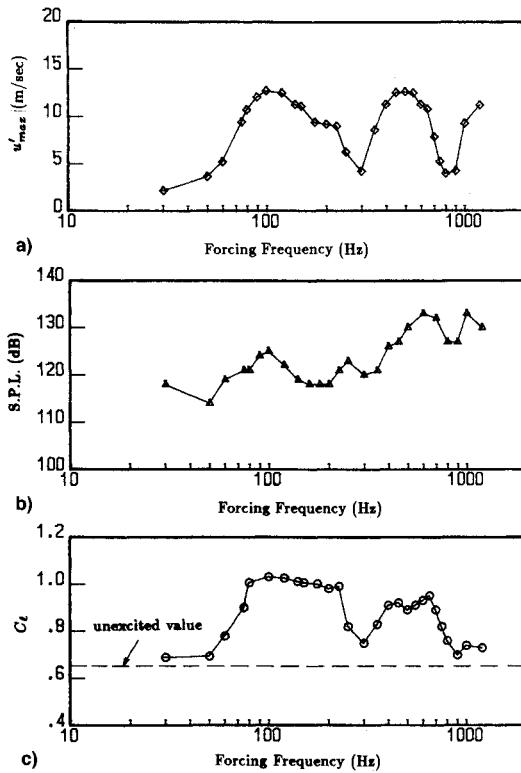 20
15
10
5
0
u'max (m/sec)
10
100
1000
a)
Forcing Frequency (Hz)
130
120
110
100
S.P.L. (dB)
10
100
1000
b)
Forcing Frequency (Hz)
1.2
1.0
.8
.6
.4
Cℓ
unexcited value
10
100
1000
c)
Forcing Frequency (Hz)